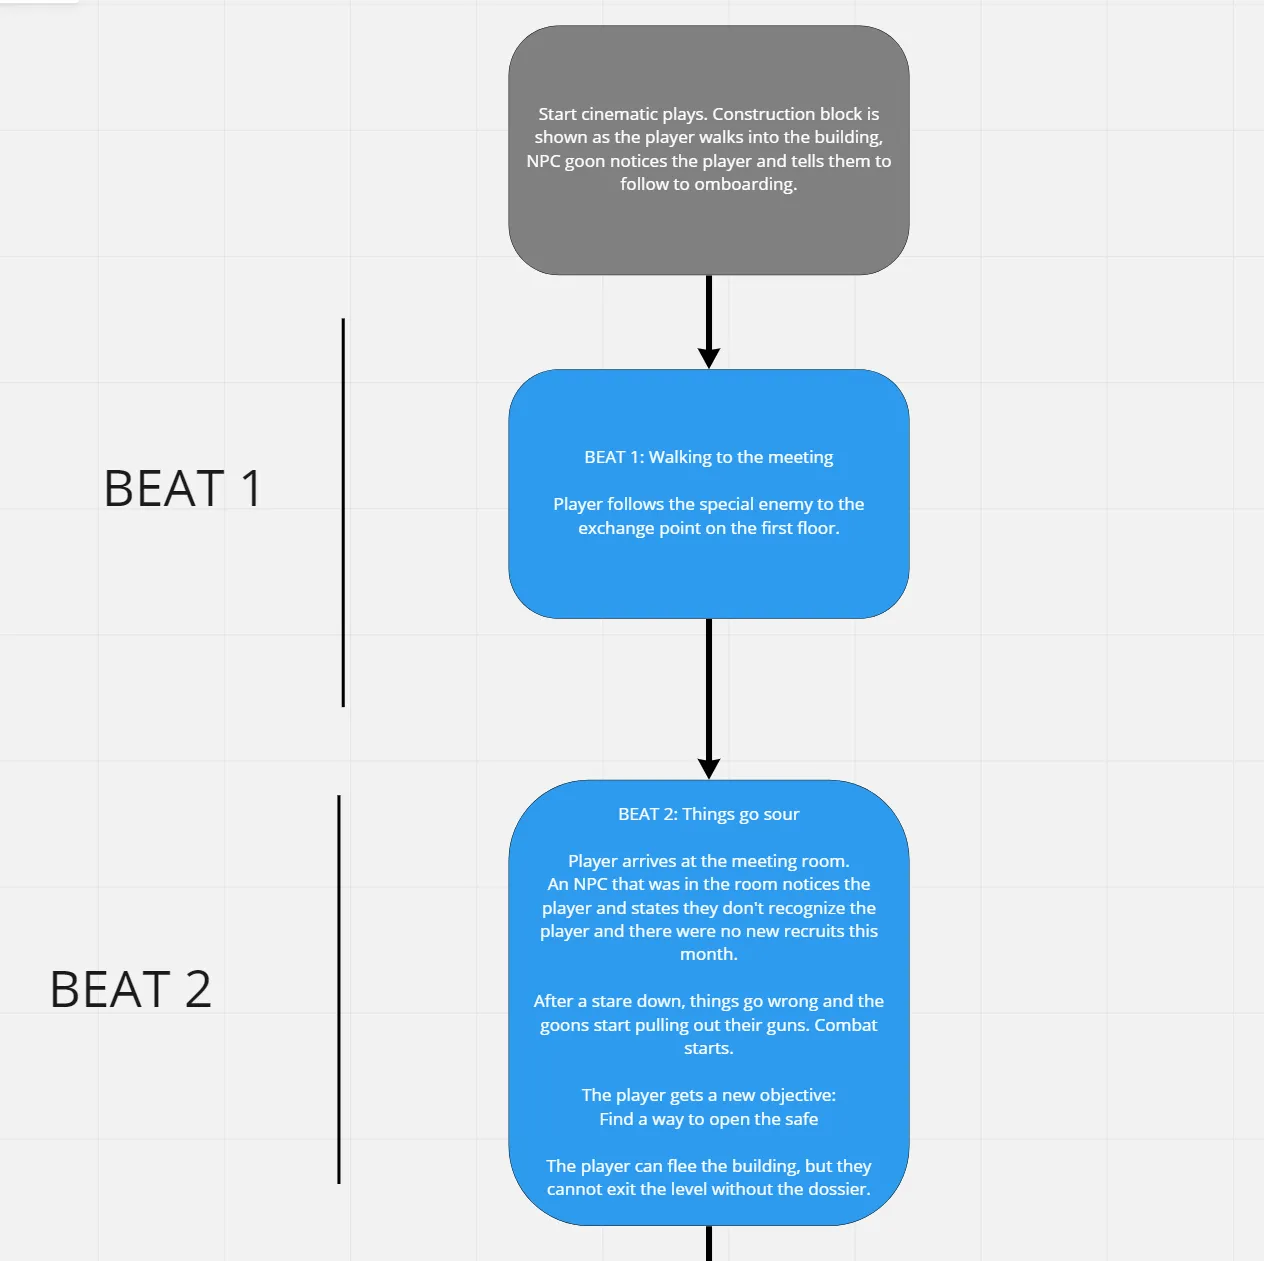 Start cinematic plays. Construction block is
shown as the player walks into the building,
NPC goon notices the player and tells them to
follow to omboarding.
BEAT 1
BEAT 1: Walking to the meeting
Player follows the special enemy to the
exchange point on the first floor.
BEAT 2
BEAT 2: Things go sour
Player arrives at the meeting room.
An NPC that was in the room notices the
player and states they don't recognize the
player and there were no new recruits this
month.
After a stare down, things go wrong and the
goons start pulling out their guns. Combat
starts.
The player gets a new objective:
Find a way to open the safe
The player can flee the building, but they
cannot exit the level without the dossier.